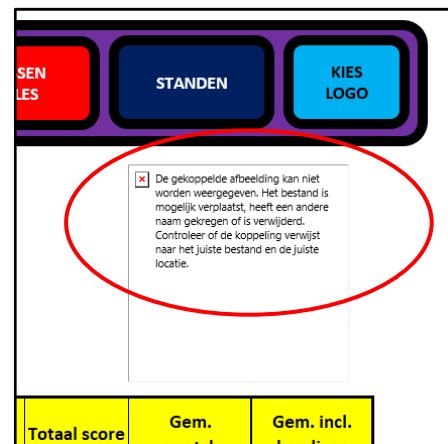 SEN
LES
STANDEN
KIES
LOGO
De gekoppelde afbeelding kan niet
worden weergegeven. Het bestand is
mogelijk verplaatst, heeft een andere
naam gekregen of is verwijderd.
Controleer of de koppeling verwijst
naar het juiste bestand en de juiste
locatie.
Totaal score
Gem.
Gem. incl.